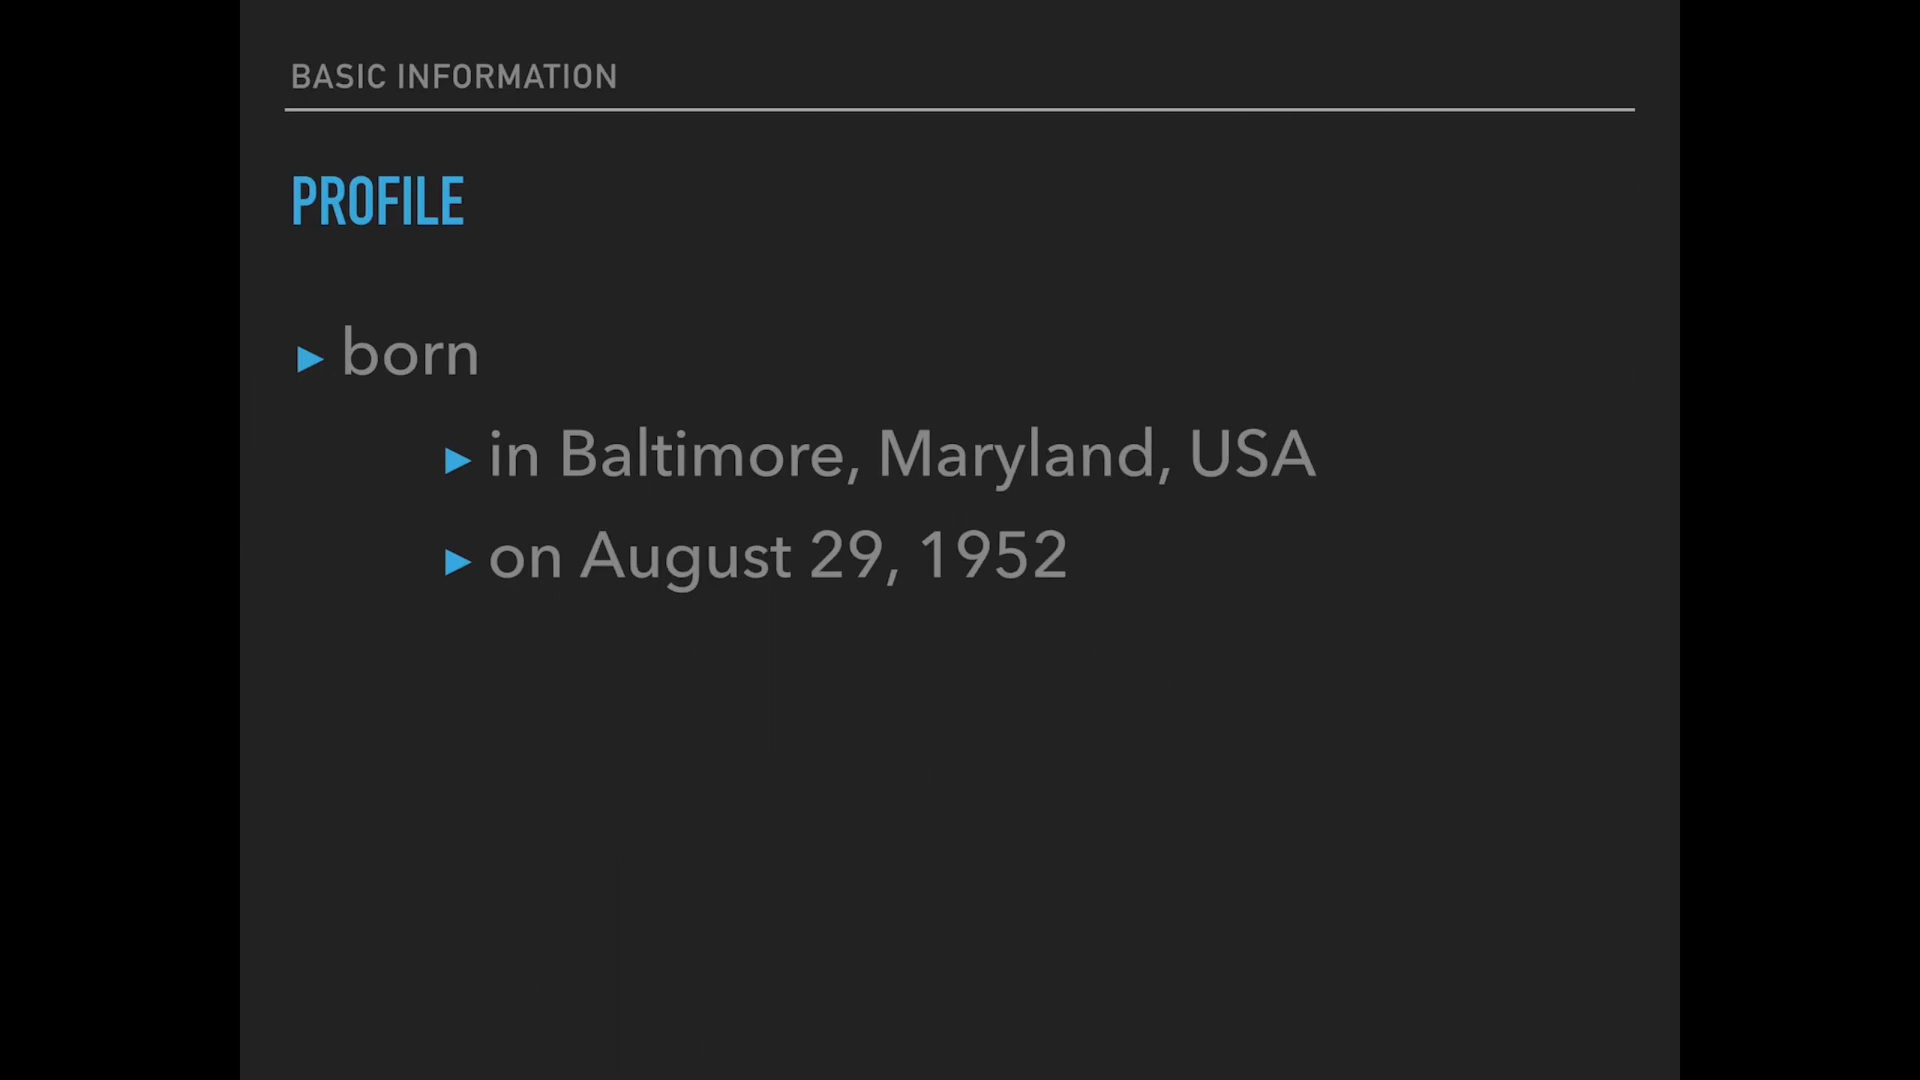 BASIC INFORMATION
PROFILE
born
in Baltimore, Maryland, USA
on August 29, 1952